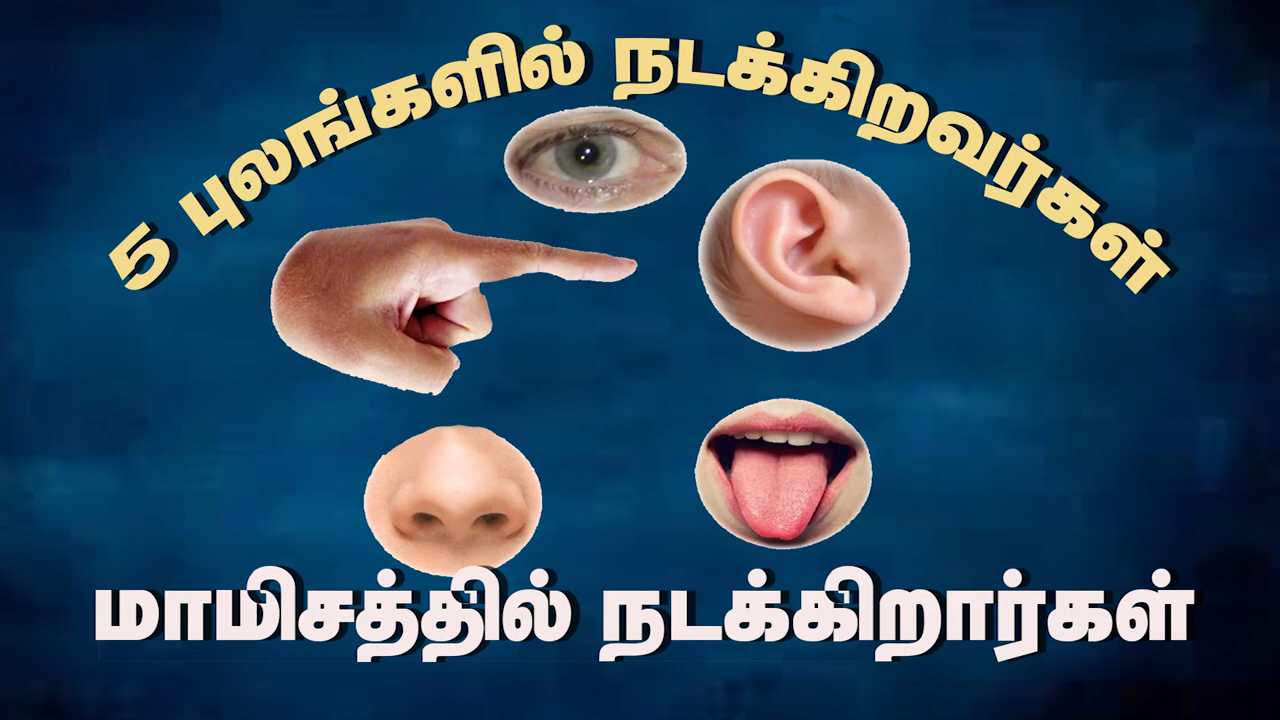 5 புலங்களில் நடக்கிறவர்கள்
மாமிசத்தில் நடக்கிறார்கள்